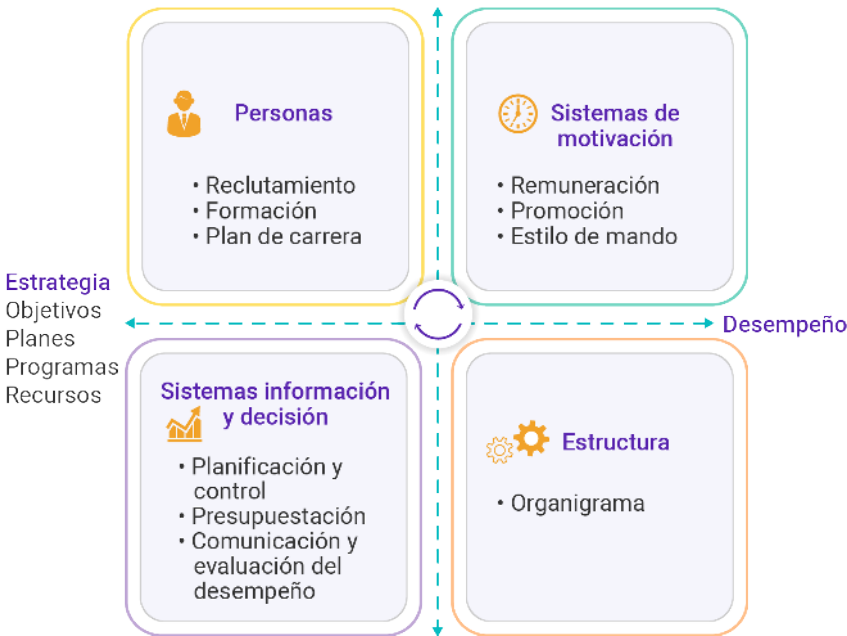 Personas
• Reclutamiento
• Formación
• Plan de carrera
Sistemas de
motivación
• Remuneración
• Promoción
• Estilo de mando
Estrategia
Objetivos
Planes
Programas
Recursos
Desempeño
Sistemas información
y decisión
• Planificación y
control
• Presupuestación
• Comunicación y
evaluación del
desempeño
Estructura
• Organigrama